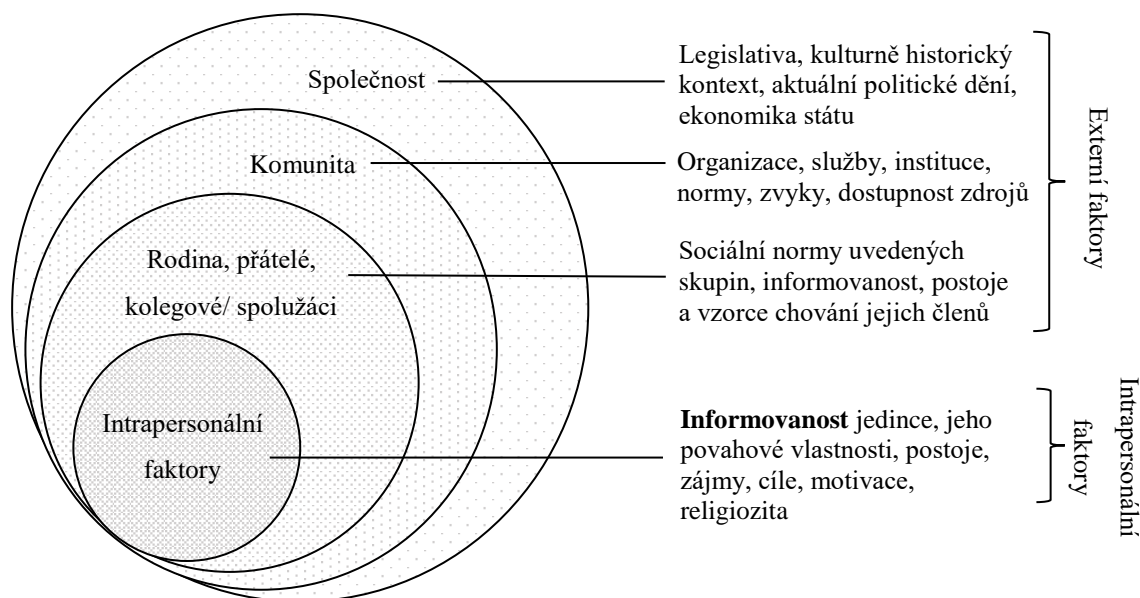 Společnost
Legislativa, kulturně historický
kontext, aktuální politické dění,
ekonomika státu
Komunita
Organizace, služby, instituce,
normy, zvyky, dostupnost zdrojů
Rodina, přátelé,
kolegové/ spolužáci
Sociální normy uvedených
skupin, informovanost, postoje
a vzorce chování jejich členů
Externí faktory
Intrapersonální
faktory
Informovanost jedince, jeho
povahové vlastnosti, postoje,
zájmy, cíle, motivace,
religiozita
Intrapersonální
faktory